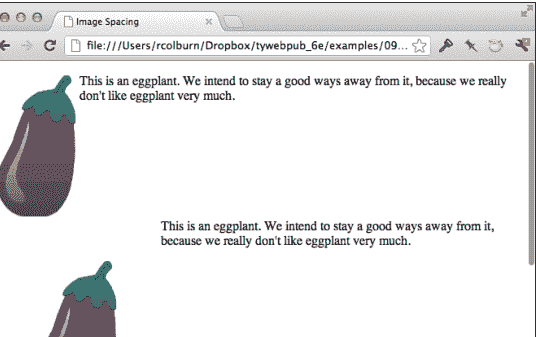 Image Spacing
file:///Users/rcolburn/Dropbox/tywebpub_6e/examples/09...
This is an eggplant. We intend to stay a good ways away from it, because we really
don't like eggplant very much.
This is an eggplant. We intend to stay a good ways away from it,
because we really don't like eggplant very much.